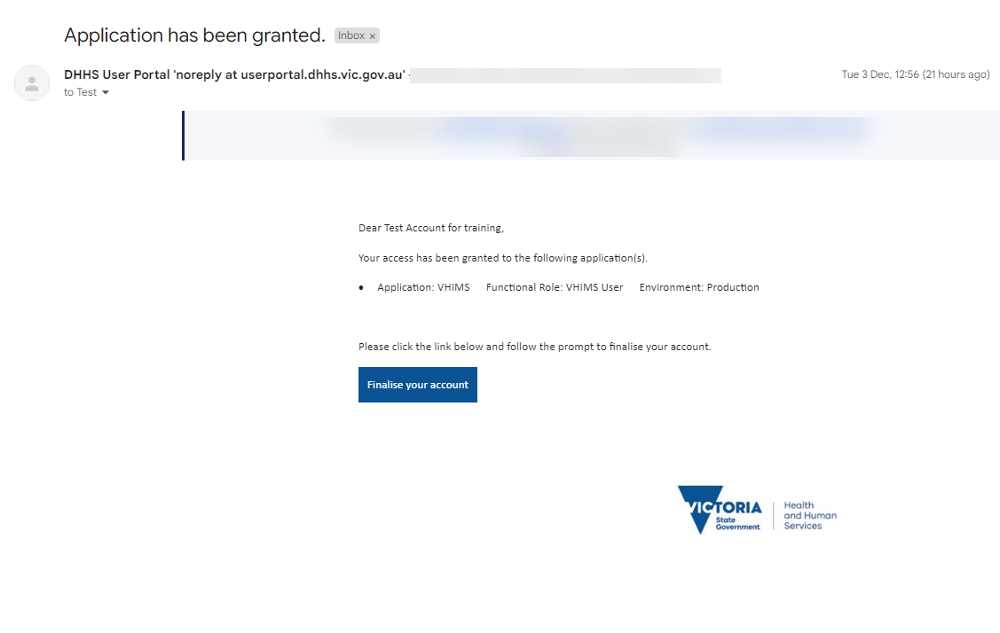 Application has been granted. Inbox ×
DHHS User Portal 'noreply at userportal.dhhs.vic.gov.au' Tue 3 Dec, 12:56 (21 hours ago)
to Test
Dear Test Account for training,
Your access has been granted to the following application(s).
• Application: VHIMS Functional Role: VHIMS User Environment: Production
Please click the link below and follow the prompt to finalise your account.
Finalise your account
VICTORIA
State
Government
Health
and Human
Services